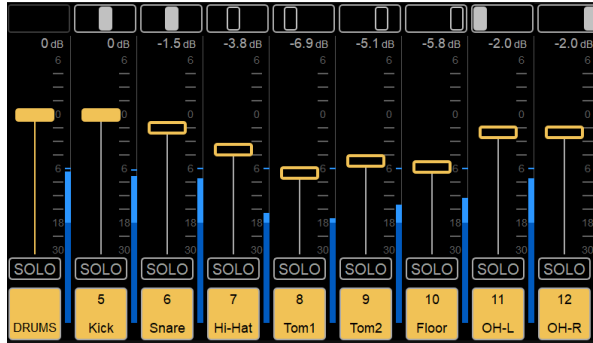 0 dB 0 dB -1.5 dB -3.8 dB -6.9 dB -5.1 dB -5.8 dB -2.0 dB -2.0 dB
6 6 6 6 6 6 6 6 6
0 0 0 0 0 0 0 0 0
6 6 6 6 6 6 6 6 6
18 18 18 18 18 18 18 18 18
30 30 30 30 30 30 30 30 30
SOLO SOLO SOLO SOLO SOLO SOLO SOLO SOLO SOLO
5 6 7 8 9 10 11 12
DRUMS Kick Snare Hi-Hat Tom1 Tom2 Floor OH-L OH-R